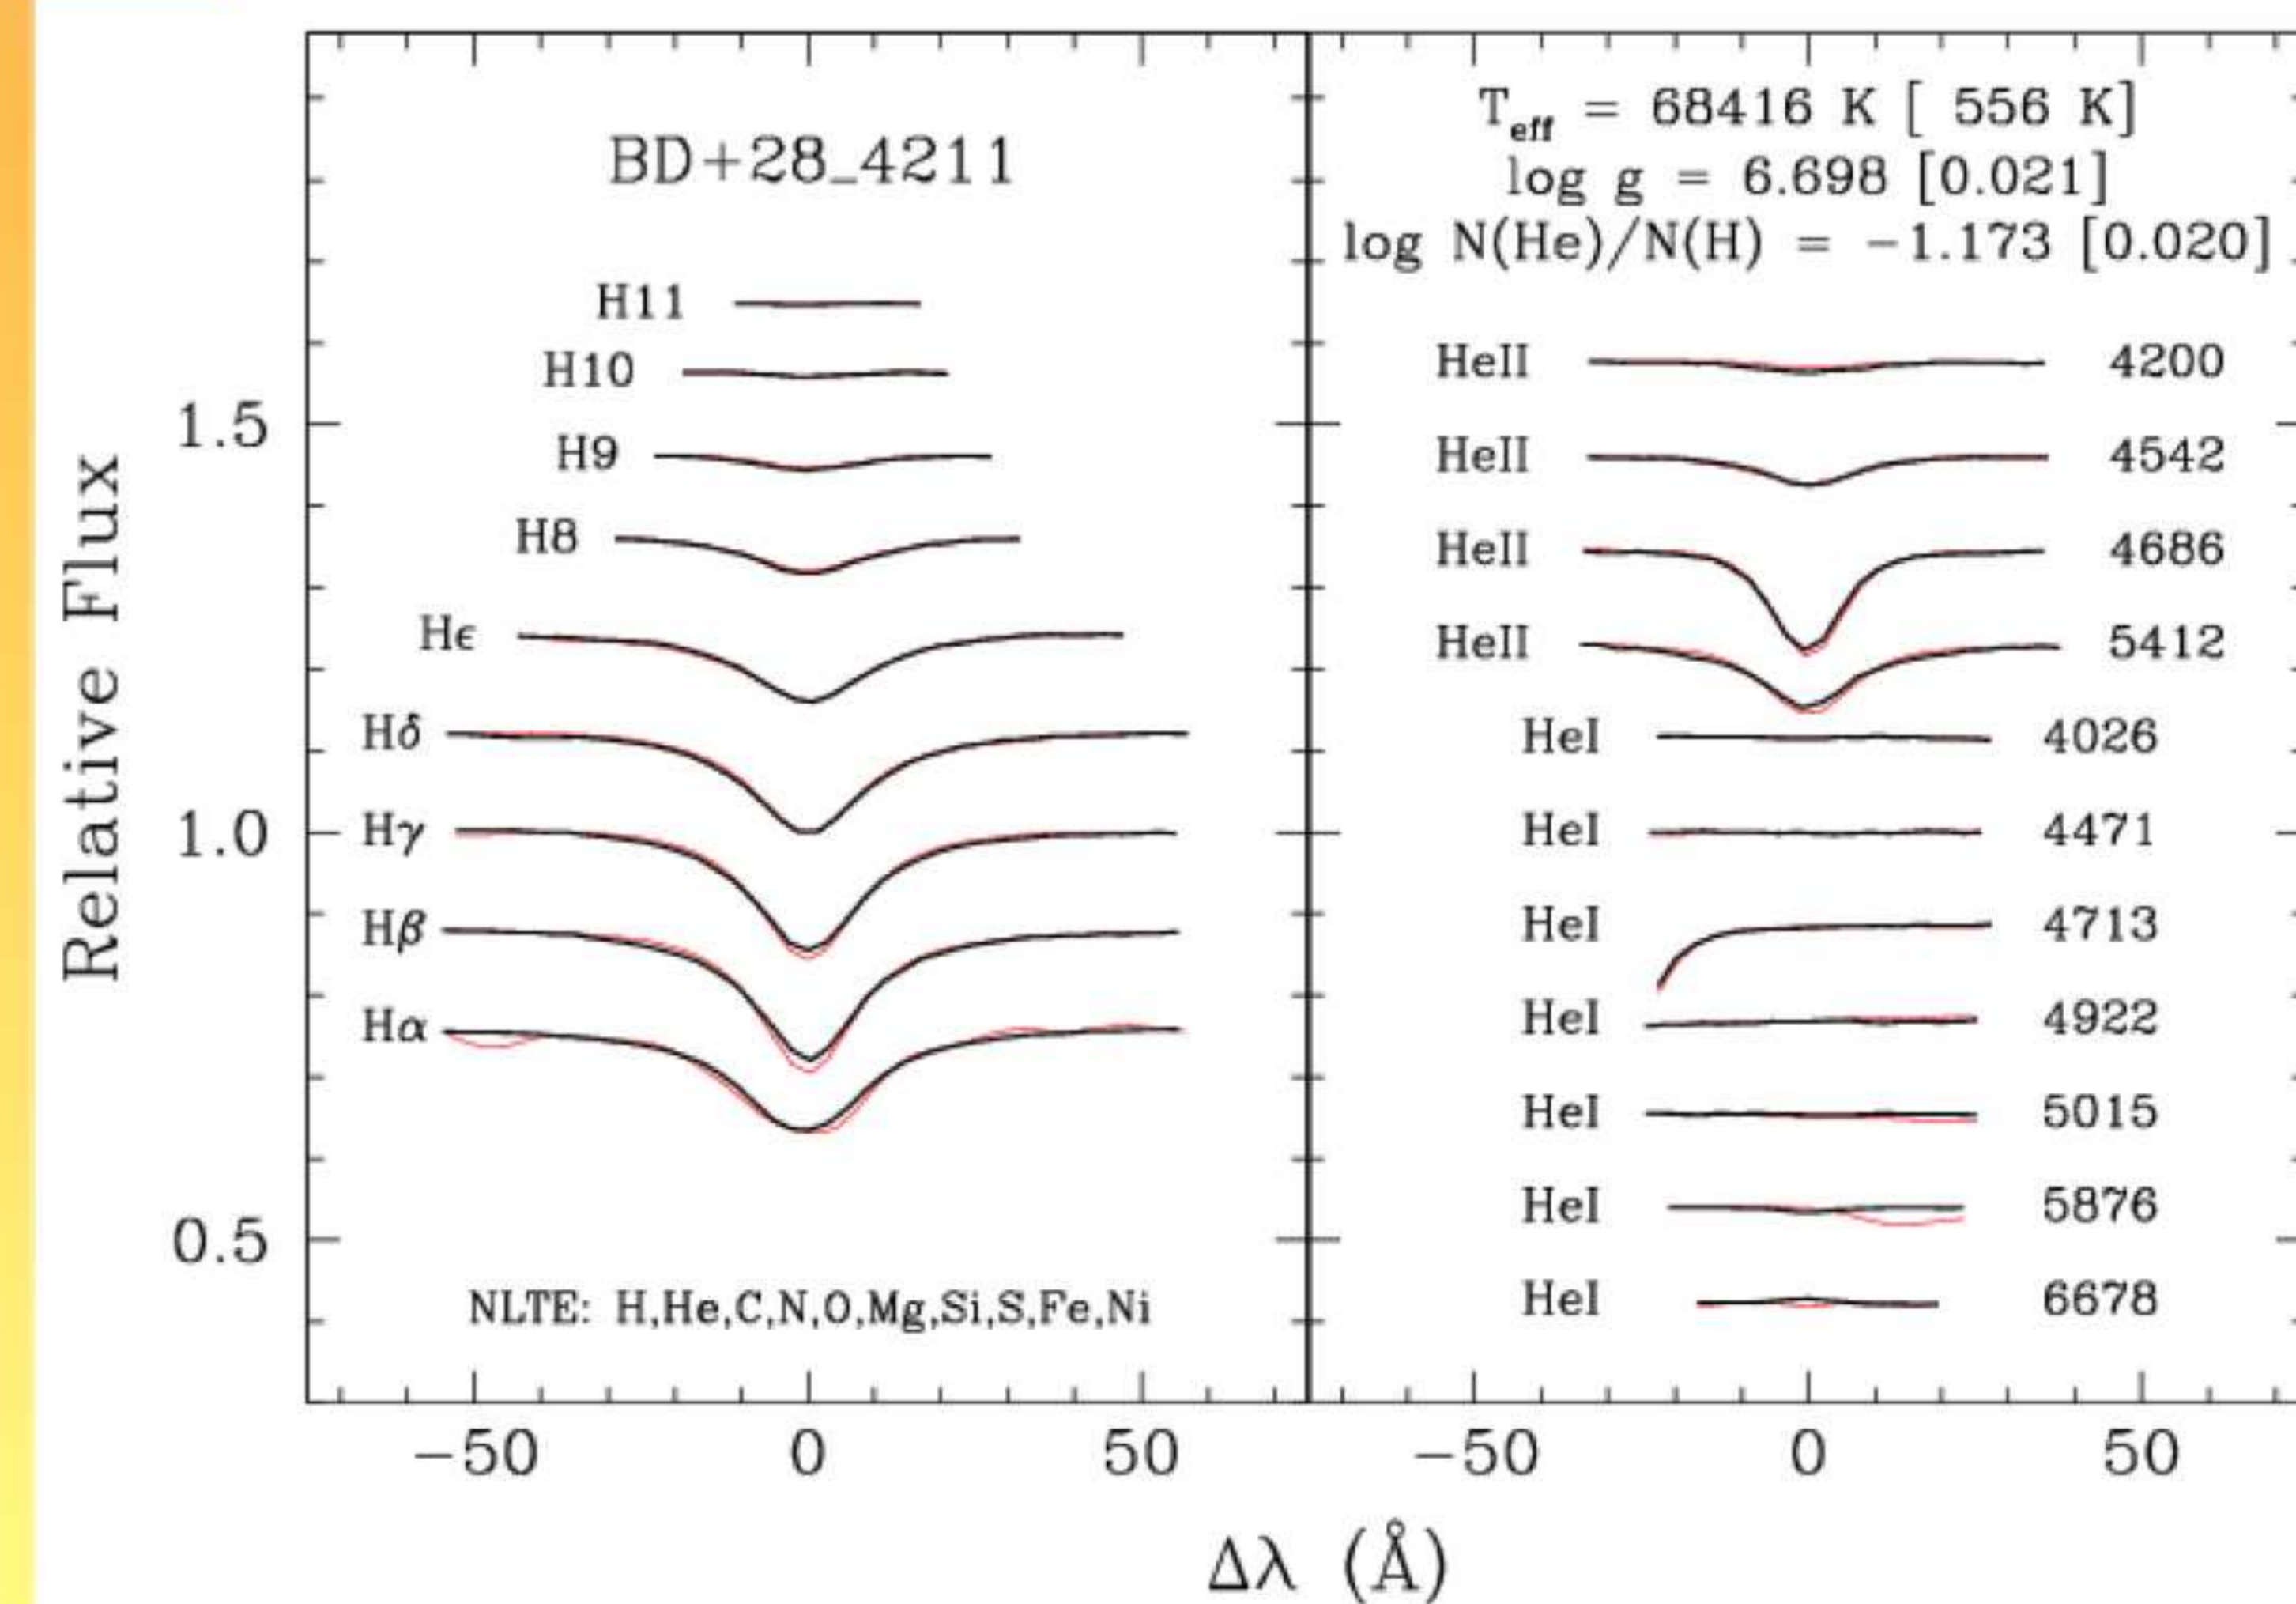 BD+28_4211
H11
H10
H9
H8
Hϵ
Hδ
Hγ
Hβ
Hα
NLTE: H,He,C,N,O,Mg,Si,S,Fe,Ni
T_eff = 68416 K [ 556 K]
log g = 6.698 [0.021]
log N(He)/N(H) = −1.173 [0.020]
HeII 4200
HeII 4542
HeII 4686
HeII 5412
HeI 4026
HeI 4471
HeI 4713
HeI 4922
HeI 5015
HeI 5876
HeI 6678
Relative Flux
1.5
1.0
0.5
−50 0 50 −50 0 50
Δλ (Å)